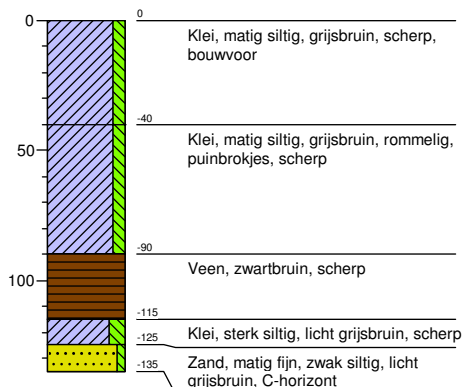 0
0
Klei, matig siltig, grijsbruin, scherp,
bouwvoor
-40
Klei, matig siltig, grijsbruin, rommelig,
puinbrokjes, scherp
50
-90
Veen, zwartbruin, scherp
100
-115
Klei, sterk siltig, licht grijsbruin, scherp
-125
Zand, matig fijn, zwak siltig, licht
grijsbruin, C-horizont
-135